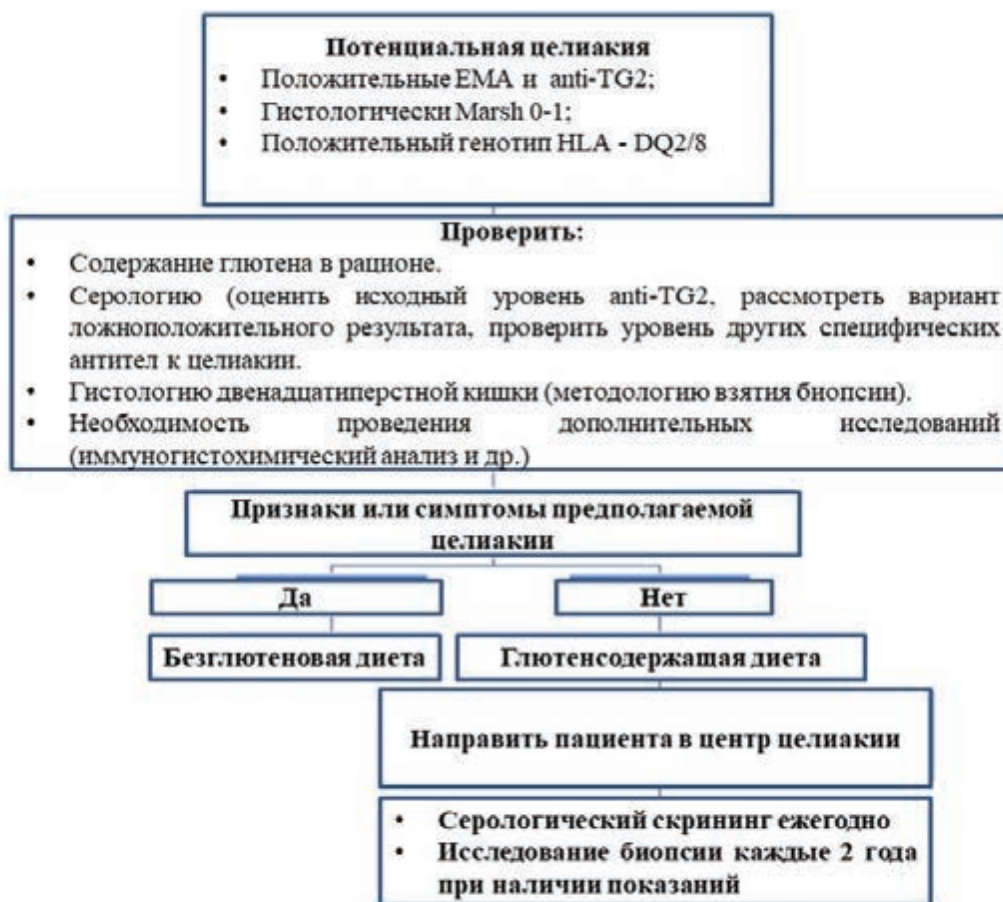 Потенциальная целиакия
• Положительные EMA и anti-TG2;
• Гистологически Marsh 0-1;
• Положительный генотип HLA - DQ2/8
Проверить:
• Содержание глютена в рационе.
• Серологию (оценить исходный уровень anti-TG2, рассмотреть вариант
ложноположительного результата, проверить уровень других специфических
антител к целиакии.
• Гистологию двенадцатиперстной кишки (методологию взятия биопсии).
• Необходимость проведения дополнительных исследований
(иммуногистохимический анализ и др.)
Признаки или симптомы предполагаемой
целиакии
Да
Нет
Безглютеновая диета
Глютенсодержащая диета
Направить пациента в центр целиакии
• Серологический скрининг ежегодно
• Исследование биопсии каждые 2 года
при наличии показаний